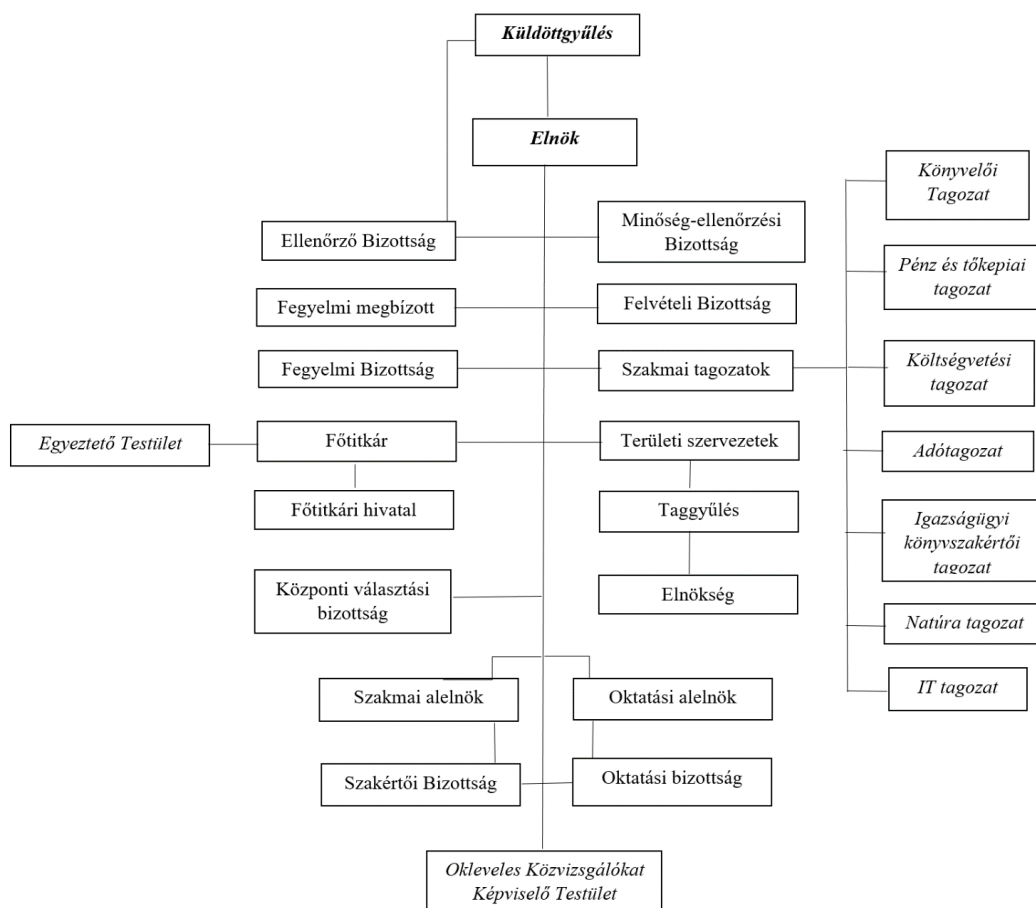 Küldöttgyűlés
Elnök
Könyvelői
Tagozat
Ellenőrző Bizottság
Minőség-ellenőrzési
Bizottság
Pénz és tőkepiai
tagozat
Fegyelmi megbízott
Felvételi Bizottság
Fegyelmi Bizottság
Szakmai tagozatok
Költségvetési
tagozat
Egyeztető Testület
Főtitkár
Területi szervezetek
Adótagozat
Főtitkári hivatal
Taggyűlés
Igazságügyi
könyvszakértői
tagozat
Központi választási
bizottság
Elnökség
Natúra tagozat
Szakmai alelnök
Oktatási alelnök
IT tagozat
Szakértői Bizottság
Oktatási bizottság
Okleveles Közvizsgálókat
Képviselő Testület